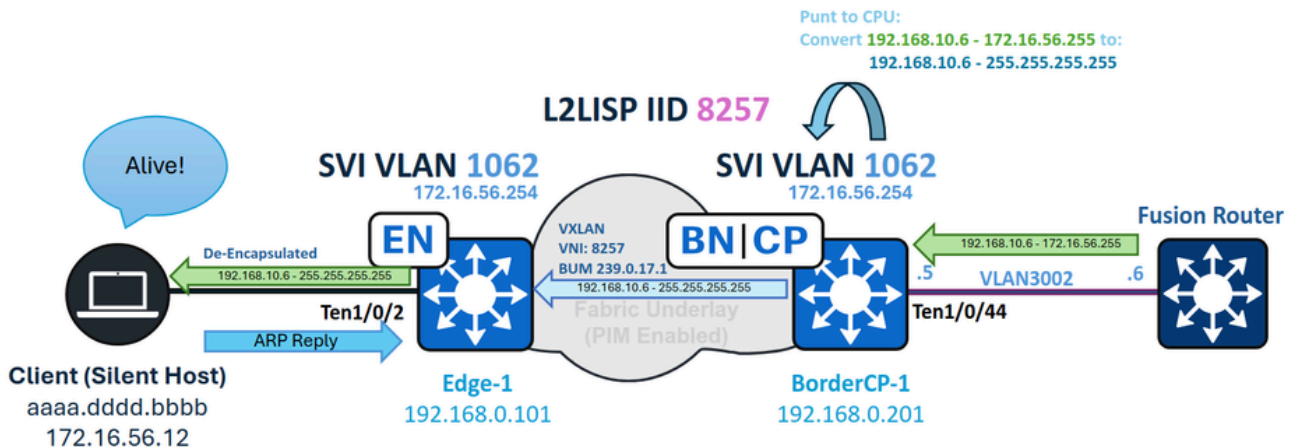 Punt to CPU:
Convert 192.168.10.6 - 172.16.56.255 to:
192.168.10.6 - 255.255.255.255
L2LISP IID 8257
Alive!
SVI VLAN 1062
172.16.56.254
SVI VLAN 1062
172.16.56.254
Fusion Router
EN
VXLAN
VNI: 8257
BUM 239.0.17.1
BN|CP
De-Encapsulated
192.168.10.6 - 255.255.255.255
192.168.10.6 - 255.255.255.255
192.168.10.6 - 172.16.56.255
.5
VLAN3002
.6
Ten1/0/2
Fabric Underlay
(PIM Enabled)
Ten1/0/44
ARP Reply
Client (Silent Host)
aaaa.dddd.bbbb
172.16.56.12
Edge-1
192.168.0.101
BorderCP-1
192.168.0.201